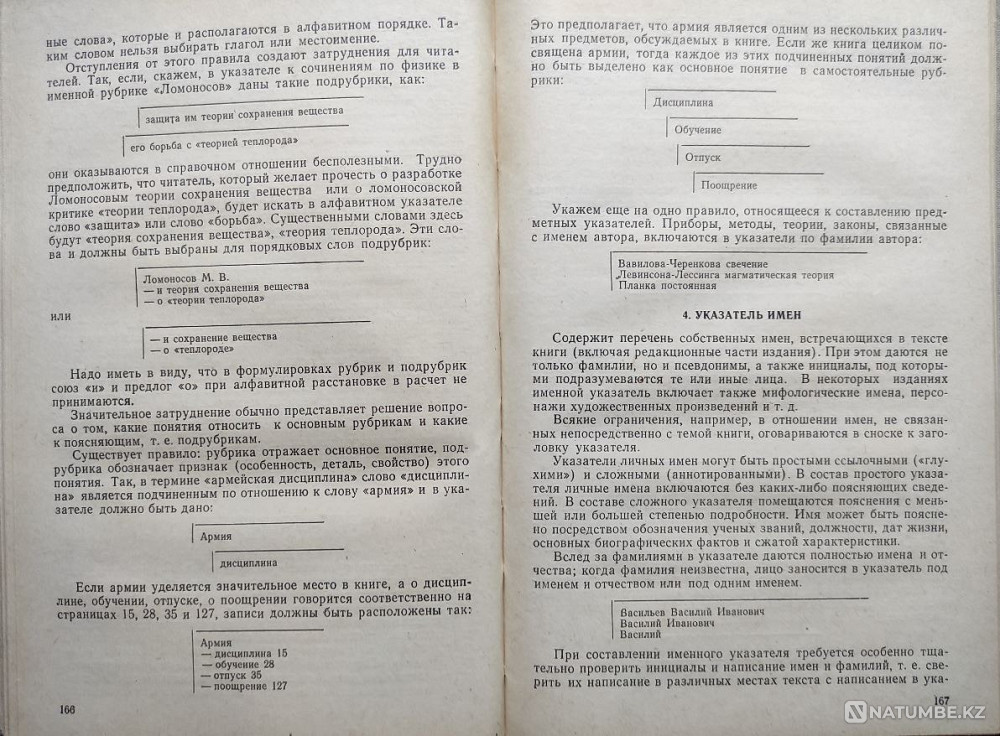 ные слова», которые и располагаются в алфавитном порядке. Та-
ким словом нельзя выбирать глагол или местоимение.
Отступления от этого правила создают затруднения для чита-
телей. Так, если, скажем, в указателе к сочинениям по физике в
именной рубрике «Ломоносов» даны такие подрубрики, как:
защита им теории сохранения вещества
его борьба с «теорией теплорода»
они оказываются в справочном отношении бесполезными. Трудно
предположить, что читатель, который желает прочесть о разработке
Ломоносовым теории сохранения вещества или о ломоносовской
критике «теории теплорода», будет искать в алфавитном указателе
слово «защита» или слово «борьба». Существенными словами здесь
будут «теория сохранения вещества», «теория теплорода». Эти сло-
ва и должны быть выбраны для порядковых слов подрубрик:
Ломоносов М. В.
— и теория сохранения вещества
— о «теории теплорода»
или
— и сохранение вещества
— о «теплороде»
Надо иметь в виду, что в формулировках рубрик и подрубрик
союз «и» и предлог «о» при алфавитной расстановке в расчет не
принимаются.
Значительное затруднение обычно представляет решение вопро-
са о том, какие понятия относить к основным рубрикам и какие
к поясняющим, т. е. подрубрикам.
Существует правило: рубрика отражает основное понятие, под-
рубрика обозначает признак (особенность, деталь, свойство) этого
понятия. Так, в термине «армейская дисциплина» слово «дисципли-
на» является подчиненным по отношению к слову «армия» и в ука-
зателе должно быть дано:
Армия
дисциплина
Если армии уделяется значительное место в книге, а о дисцип-
лине, обучении, отпуске, о поощрении говорится соответственно на
страницах 15, 28, 35 и 127, записи должны быть расположены так:
Армия
— дисциплина 15
— обучение 28
— отпуск 35
— поощрение 127
166
Это предполагает, что армия является одним из нескольких различ-
ных предметов, обсуждаемых в книге. Если же книга целиком по-
священа армии, тогда каждое из этих подчиненных понятий долж-
но быть выделено как основное понятие в самостоятельные руб-
рики:
Дисциплина
Обучение
Отпуск
Поощрение
Укажем еще на одно правило, относящееся к составлению пред-
метных указателей. Приборы, методы, теории, законы, связанные
с именем автора, включаются в указатели по фамилии автора:
Вавилова-Черенкова свечение
Левинсона-Лессинга магматическая теория
Планка постоянная
4. УКАЗАТЕЛЬ ИМЕН
Содержит перечень собственных имен, встречающихся в тексте
книги (включая редакционные части издания). При этом даются не
только фамилии, но и псевдонимы, а также инициалы, под которы-
ми подразумеваются те или иные лица. В некоторых изданиях
именной указатель включает также мифологические имена, персо-
нажи художественных произведений и т. д.
Всякие ограничения, например, в отношении имен, не связан-
ных непосредственно с темой книги, оговариваются в сноске к заго-
ловку указателя.
Указатели личных имен могут быть простыми ссылочными («глу-
хими») и сложными (аннотированными). В состав простого указа-
теля личные имена включаются без каких-либо поясняющих сведе-
ний. В составе сложного указателя помещаются пояснения с мень-
шей или большей степенью подробности. Имя может быть поясне-
но посредством обозначения ученых званий, должности, дат жизни,
основных биографических фактов и сжатой характеристики.
Вслед за фамилиями в указателе даются полностью имена и от-
чества; когда фамилия неизвестна, лицо заносится в указатель под
именем и отчеством или под одним именем.
Васильев Василий Иванович
Василий Иванович
Василий
При составлении именного указателя требуется особенно тща-
тельно проверить инициалы и написание имен и фамилий, т. е. све-
рить их написание в различных местах текста с написанием в ука-
167
NATUMBE.KZ